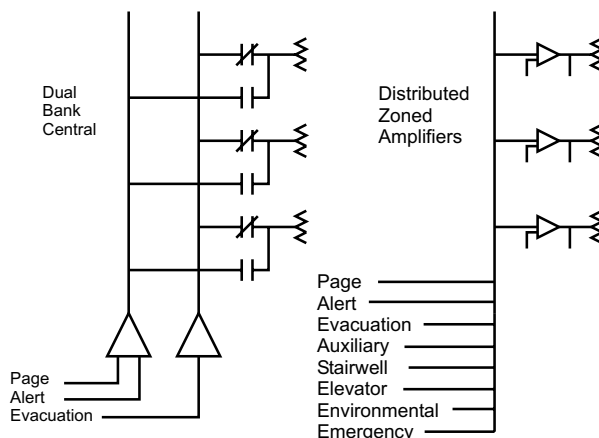 Dual
Bank
Central
Page
Alert
Evacuation
Distributed
Zoned
Amplifiers
Page
Alert
Evacuation
Auxiliary
Stairwell
Elevator
Environmental
Emergency